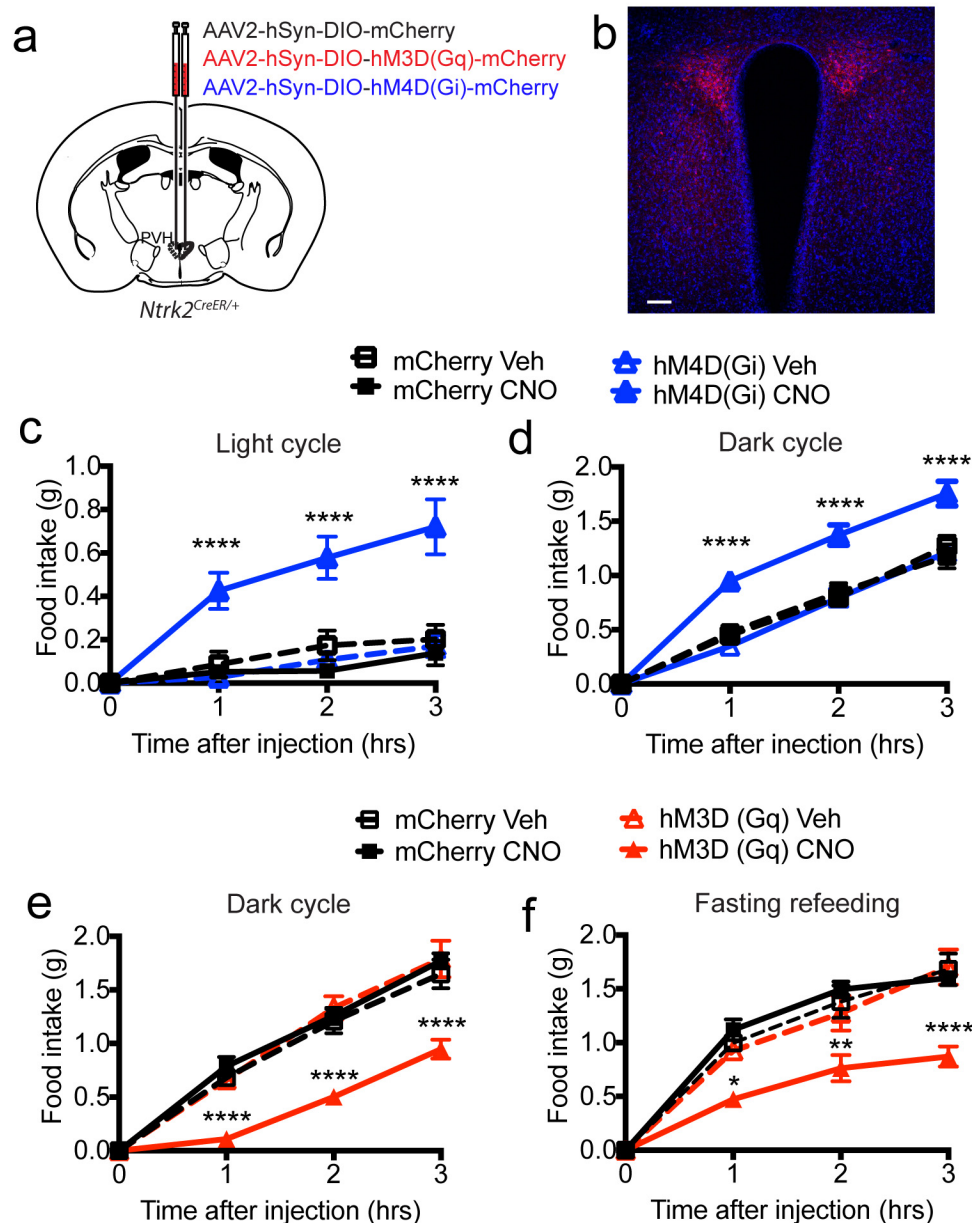 a
AAV2-hSyn-DIO-mCherry
AAV2-hSyn-DIO-hM3D(Gq)-mCherry
AAV2-hSyn-DIO-hM4D(Gi)-mCherry
PVH
Ntrk2CreER/+
b
mCherry Veh
mCherry CNO
hM4D(Gi) Veh
hM4D(Gi) CNO
c
Light cycle
Food intake (g)
1.0
0.8
0.6
0.4
0.2
0.0
****
****
****
0 1 2 3
Time after injection (hrs)
d
Dark cycle
Food intake (g)
2.0
1.5
1.0
0.5
0.0
****
****
****
0 1 2 3
Time after inection (hrs)
mCherry Veh
mCherry CNO
hM3D (Gq) Veh
hM3D (Gq) CNO
e
Dark cycle
Food intake (g)
2.0
1.5
1.0
0.5
0.0
****
****
****
0 1 2 3
Time after injection (hrs)
f
Fasting refeeding
Food intake (g)
2.0
1.5
1.0
0.5
0.0
*
**
****
0 1 2 3
Time after injection (hrs)